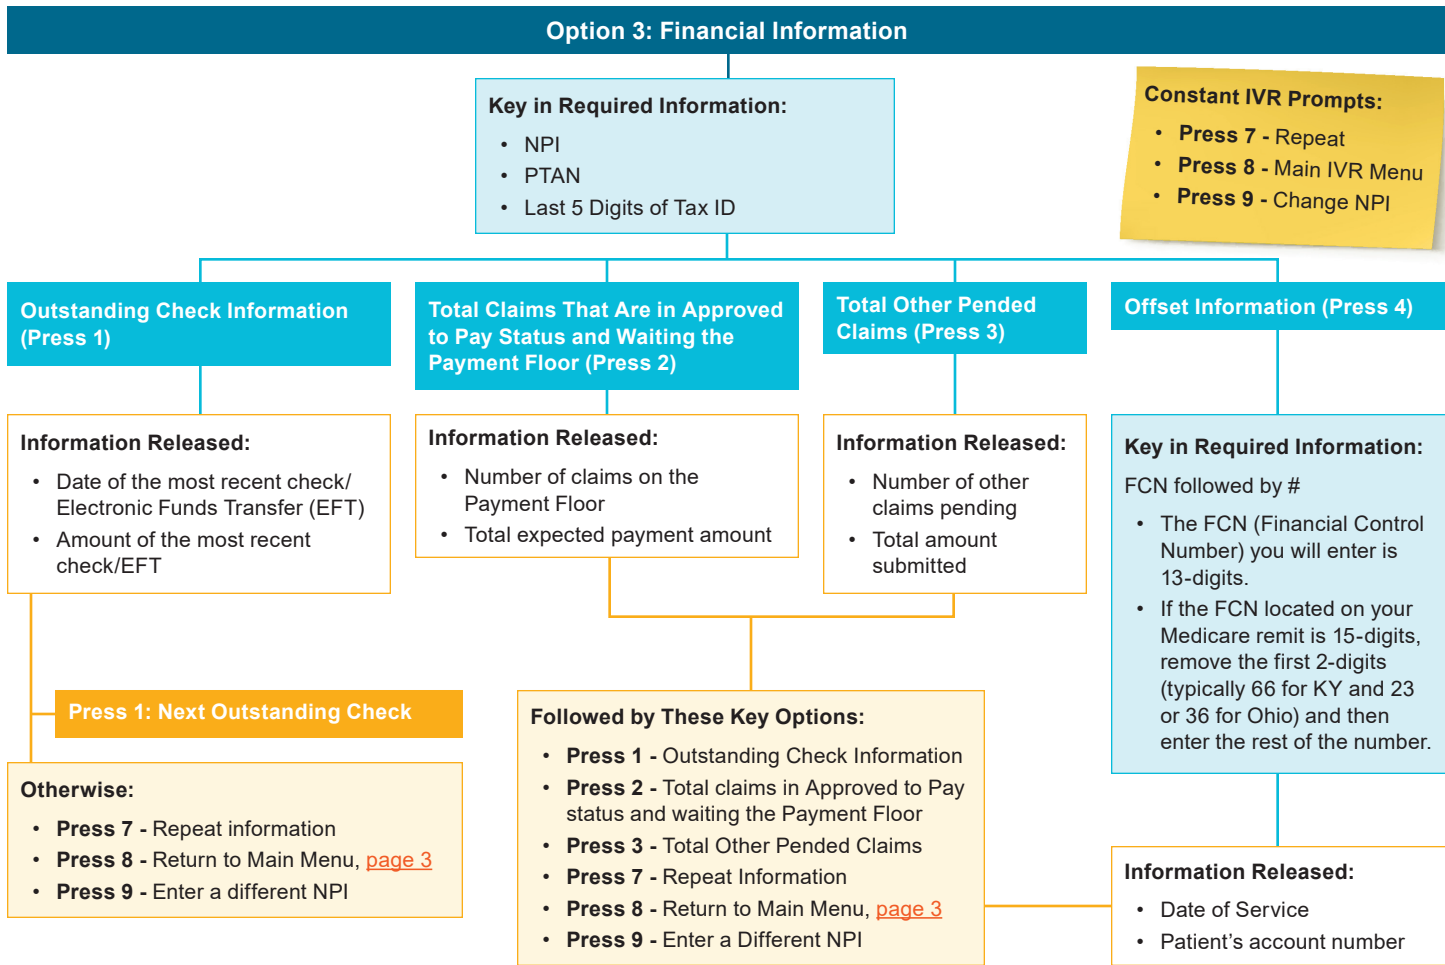 Option 3: Financial Information
Key in Required Information:
• NPI
• PTAN
• Last 5 Digits of Tax ID
Constant IVR Prompts:
• Press 7 - Repeat
• Press 8 - Main IVR Menu
• Press 9 - Change NPI
Outstanding Check Information
(Press 1)
Total Claims That Are in Approved
to Pay Status and Waiting the
Payment Floor (Press 2)
Total Other Pended
Claims (Press 3)
Offset Information (Press 4)
Information Released:
• Date of the most recent check/
Electronic Funds Transfer (EFT)
• Amount of the most recent
check/EFT
Information Released:
• Number of claims on the
Payment Floor
• Total expected payment amount
Information Released:
• Number of other
claims pending
• Total amount
submitted
Key in Required Information:
FCN followed by #
• The FCN (Financial Control
Number) you will enter is
13-digits.
• If the FCN located on your
Medicare remit is 15-digits,
remove the first 2-digits
(typically 66 for KY and 23
or 36 for Ohio) and then
enter the rest of the number.
Press 1: Next Outstanding Check
Otherwise:
• Press 7 - Repeat information
• Press 8 - Return to Main Menu, page 3
• Press 9 - Enter a different NPI
Followed by These Key Options:
• Press 1 - Outstanding Check Information
• Press 2 - Total claims in Approved to Pay
status and waiting the Payment Floor
• Press 3 - Total Other Pended Claims
• Press 7 - Repeat Information
• Press 8 - Return to Main Menu, page 3
• Press 9 - Enter a Different NPI
Information Released:
• Date of Service
• Patient's account number